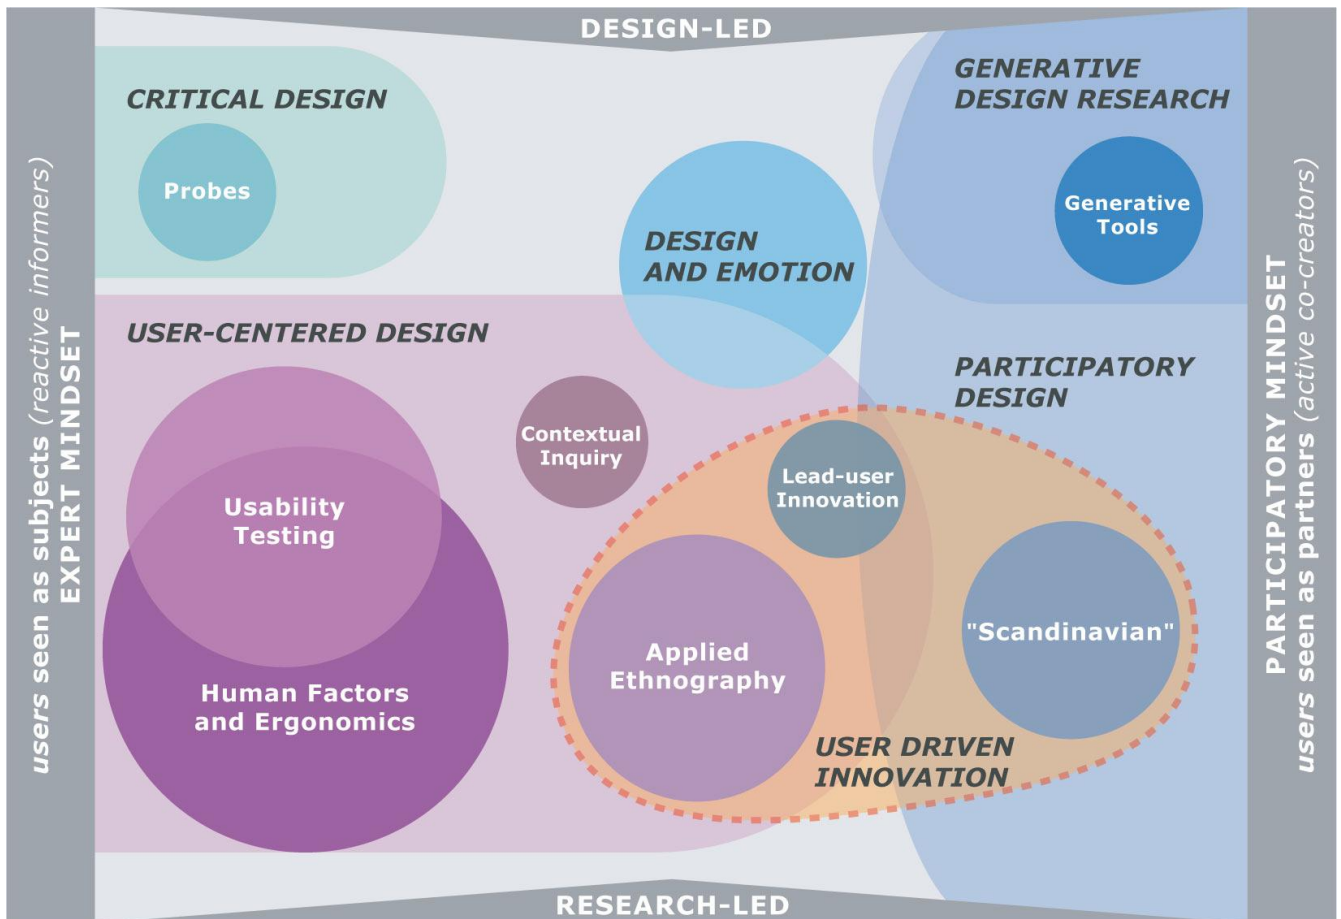 DESIGN-LED
users seen as subjects (reactive informers)
EXPERT MINDSET
CRITICAL DESIGN
Probes
GENERATIVE
DESIGN RESEARCH
Generative
Tools
DESIGN
AND EMOTION
USER-CENTERED DESIGN
PARTICIPATORY
DESIGN
Contextual
Inquiry
Lead-user
Innovation
Usability
Testing
"Scandinavian"
Applied
Ethnography
Human Factors
and Ergonomics
USER DRIVEN
INNOVATION
PARTICIPATORY MINDSET
users seen as partners (active co-creators)
RESEARCH-LED